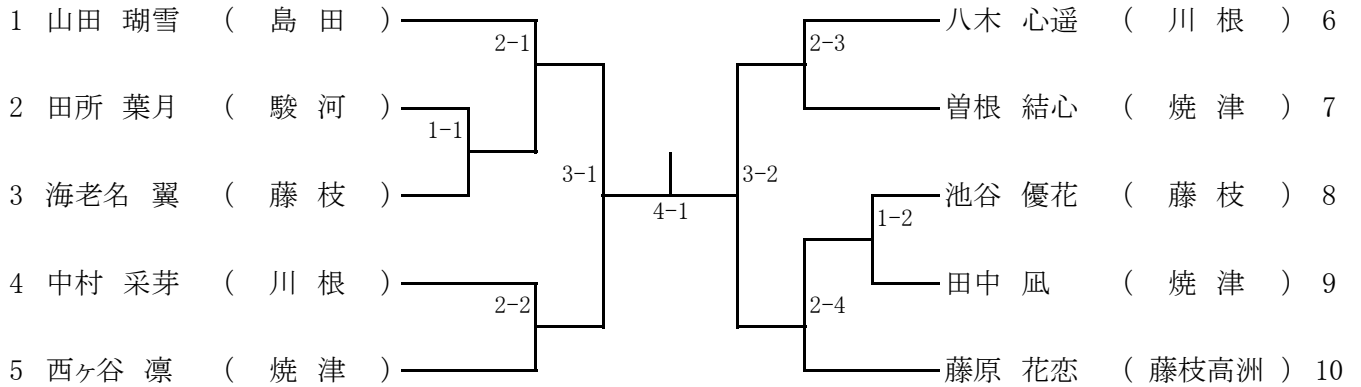 1 山田 瑚雪 ( 島 田 )
2-1
2 田所 葉月 ( 駿 河 )
1-1
3 海老名 翼 ( 藤 枝 )
3-1
4 中村 采芽 ( 川 根 )
2-2
5 西ヶ谷 凛 ( 焼 津 )
4-1
八木 心遥 ( 川 根 ) 6
2-3
曽根 結心 ( 焼 津 ) 7
3-2
池谷 優花 ( 藤 枝 ) 8
1-2
田中 凪 ( 焼 津 ) 9
2-4
藤原 花恋 ( 藤枝高洲 ) 10